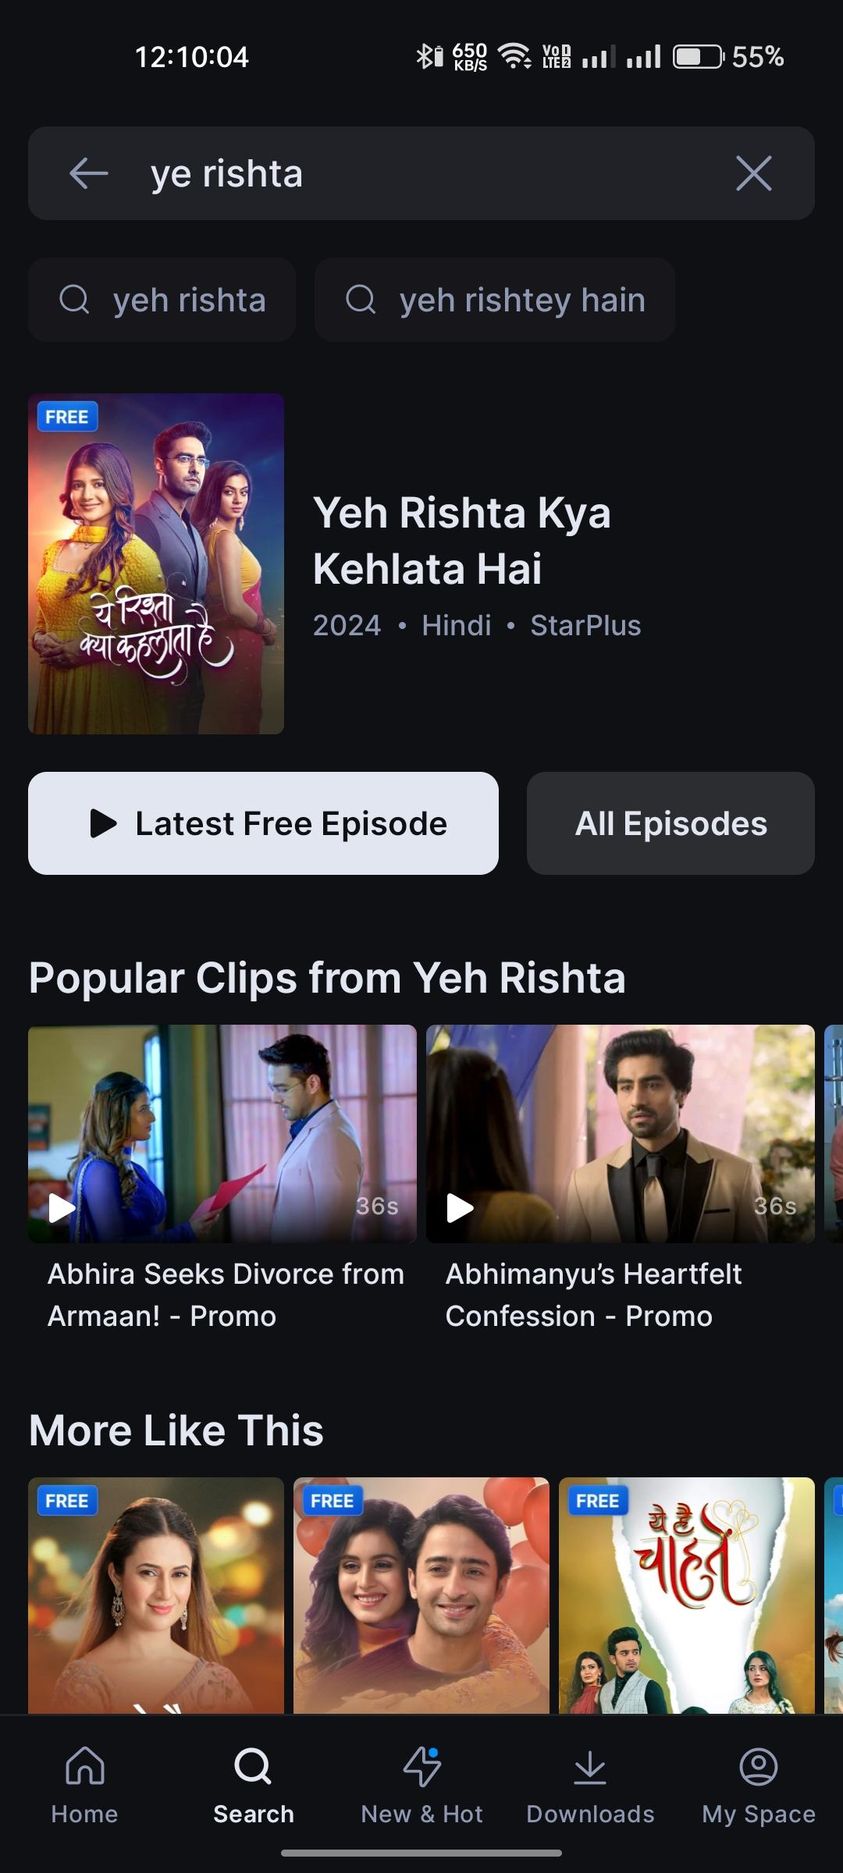 12:10:04
650
KB/S
Vo
LTE2
55%
ye rishta
yeh rishta
yeh rishtey hain
FREE
ये रिश्ता
क्या कहलाता है
Yeh Rishta Kya
Kehlata Hai
2024 • Hindi • StarPlus
Latest Free Episode
All Episodes
Popular Clips from Yeh Rishta
36s
36s
Abhira Seeks Divorce from
Armaan! - Promo
Abhimanyu’s Heartfelt
Confession - Promo
More Like This
FREE
FREE
FREE
ये है
चाहतें
Home
Search
New & Hot
Downloads
My Space